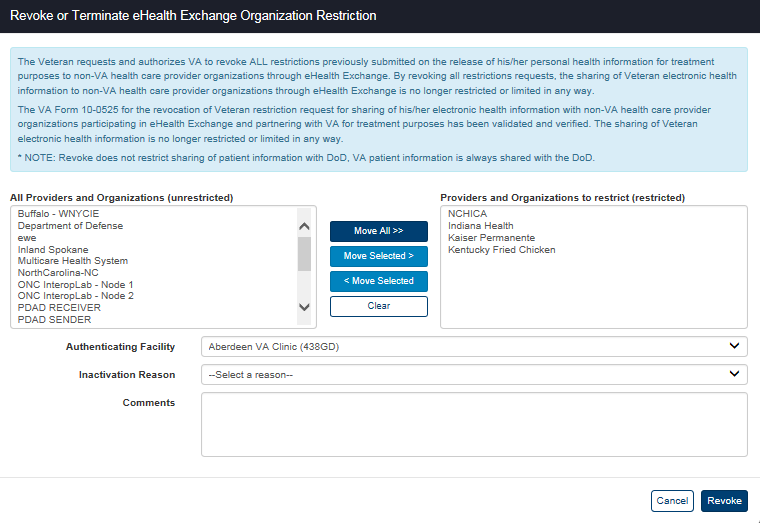 Revoke or Terminate eHealth Exchange Organization Restriction
The Veteran requests and authorizes VA to revoke ALL restrictions previously submitted on the release of his/her personal health information for treatment
purposes to non-VA health care provider organizations through eHealth Exchange. By revoking all restrictions requests, the sharing of Veteran electronic health
information to non-VA health care provider organizations through eHealth Exchange is no longer restricted or limited in any way.
The VA Form 10-0525 for the revocation of Veteran restriction request for sharing of his/her electronic health information with non-VA health care provider
organizations participating in eHealth Exchange and partnering with VA for treatment purposes has been validated and verified. The sharing of Veteran
electronic health information is no longer restricted or limited in any way.
* NOTE: Revoke does not restrict sharing of patient information with DoD, VA patient information is always shared with the DoD.
All Providers and Organizations (unrestricted)
Buffalo - WNYCIE
Department of Defense
ewe
Inland Spokane
Multicare Health System
NorthCarolina-NC
ONC InteropLab - Node 1
ONC InteropLab - Node 2
PDAD RECEIVER
PDAD SENDER
Move All >>
Move Selected >
< Move Selected
Clear
Providers and Organizations to restrict (restricted)
NCHICA
Indiana Health
Kaiser Permanente
Kentucky Fried Chicken
Authenticating Facility
Aberdeen VA Clinic (438GD)
Inactivation Reason
--Select a reason--
Comments
Cancel
Revoke